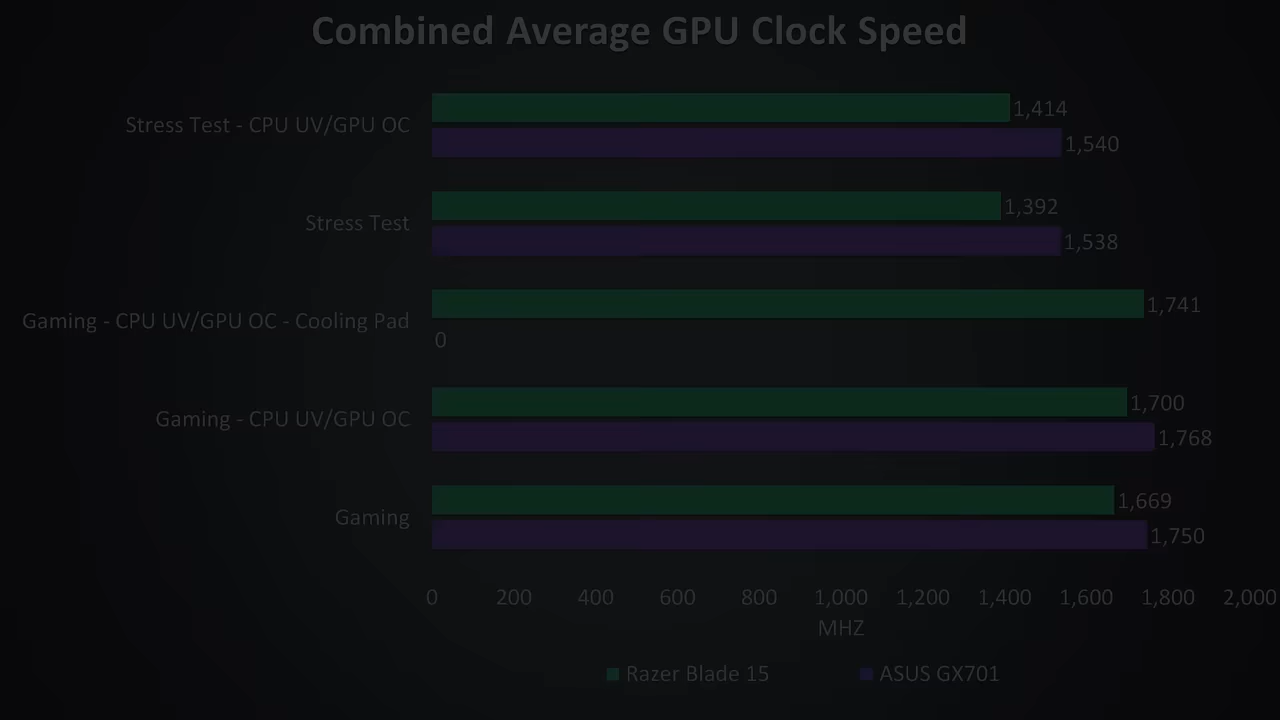 Combined Average GPU Clock Speed
Stress Test - CPU UV/GPU OC
1,414
1,540
Stress Test
1,392
1,538
Gaming - CPU UV/GPU OC - Cooling Pad
1,741
0
Gaming - CPU UV/GPU OC
1,700
1,768
Gaming
1,669
1,750
0 200 400 600 800 1,000 1,200 1,400 1,600 1,800 2,000
MHZ
Razer Blade 15 ASUS GX701